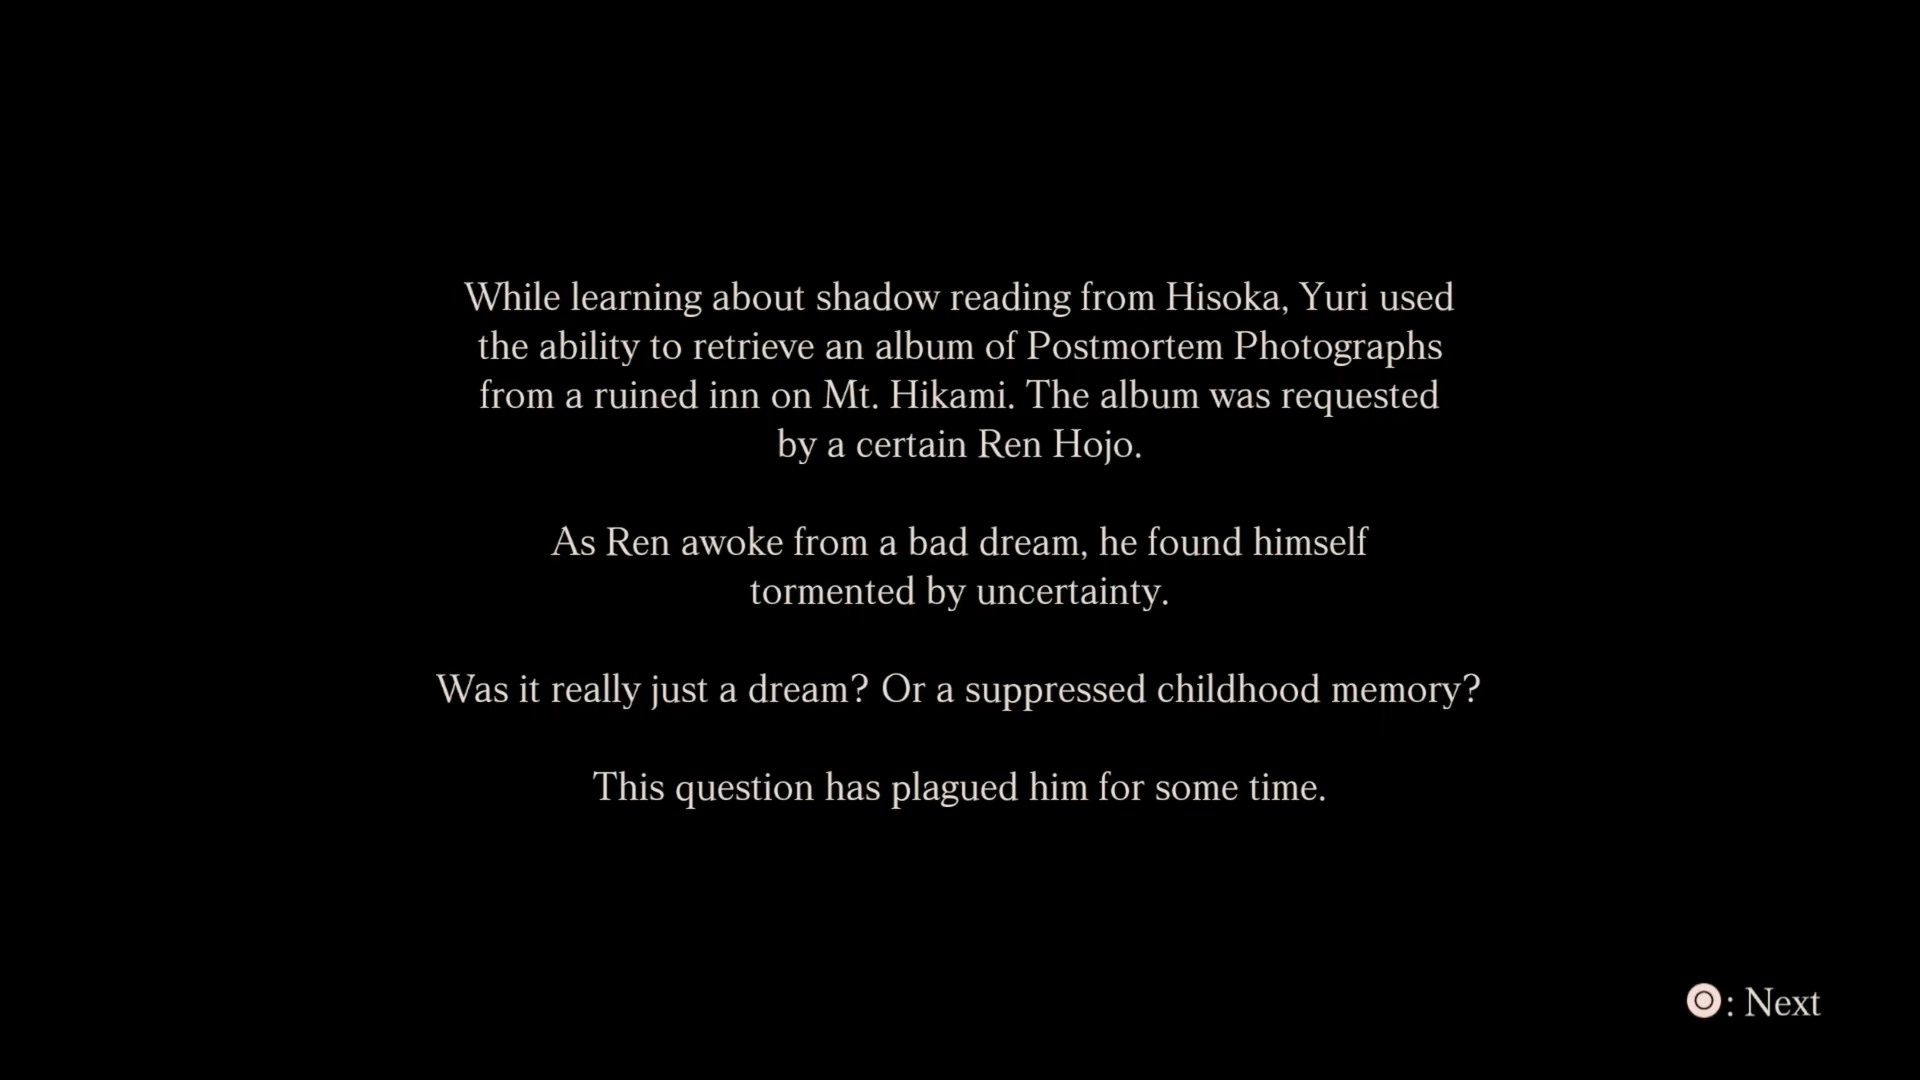 While learning about shadow reading from Hisoka, Yuri used
the ability to retrieve an album of Postmortem Photographs
from a ruined inn on Mt. Hikami. The album was requested
by a certain Ren Hojo.
As Ren awoke from a bad dream, he found himself
tormented by uncertainty.
Was it really just a dream? Or a suppressed childhood memory?
This question has plagued him for some time.
: Next